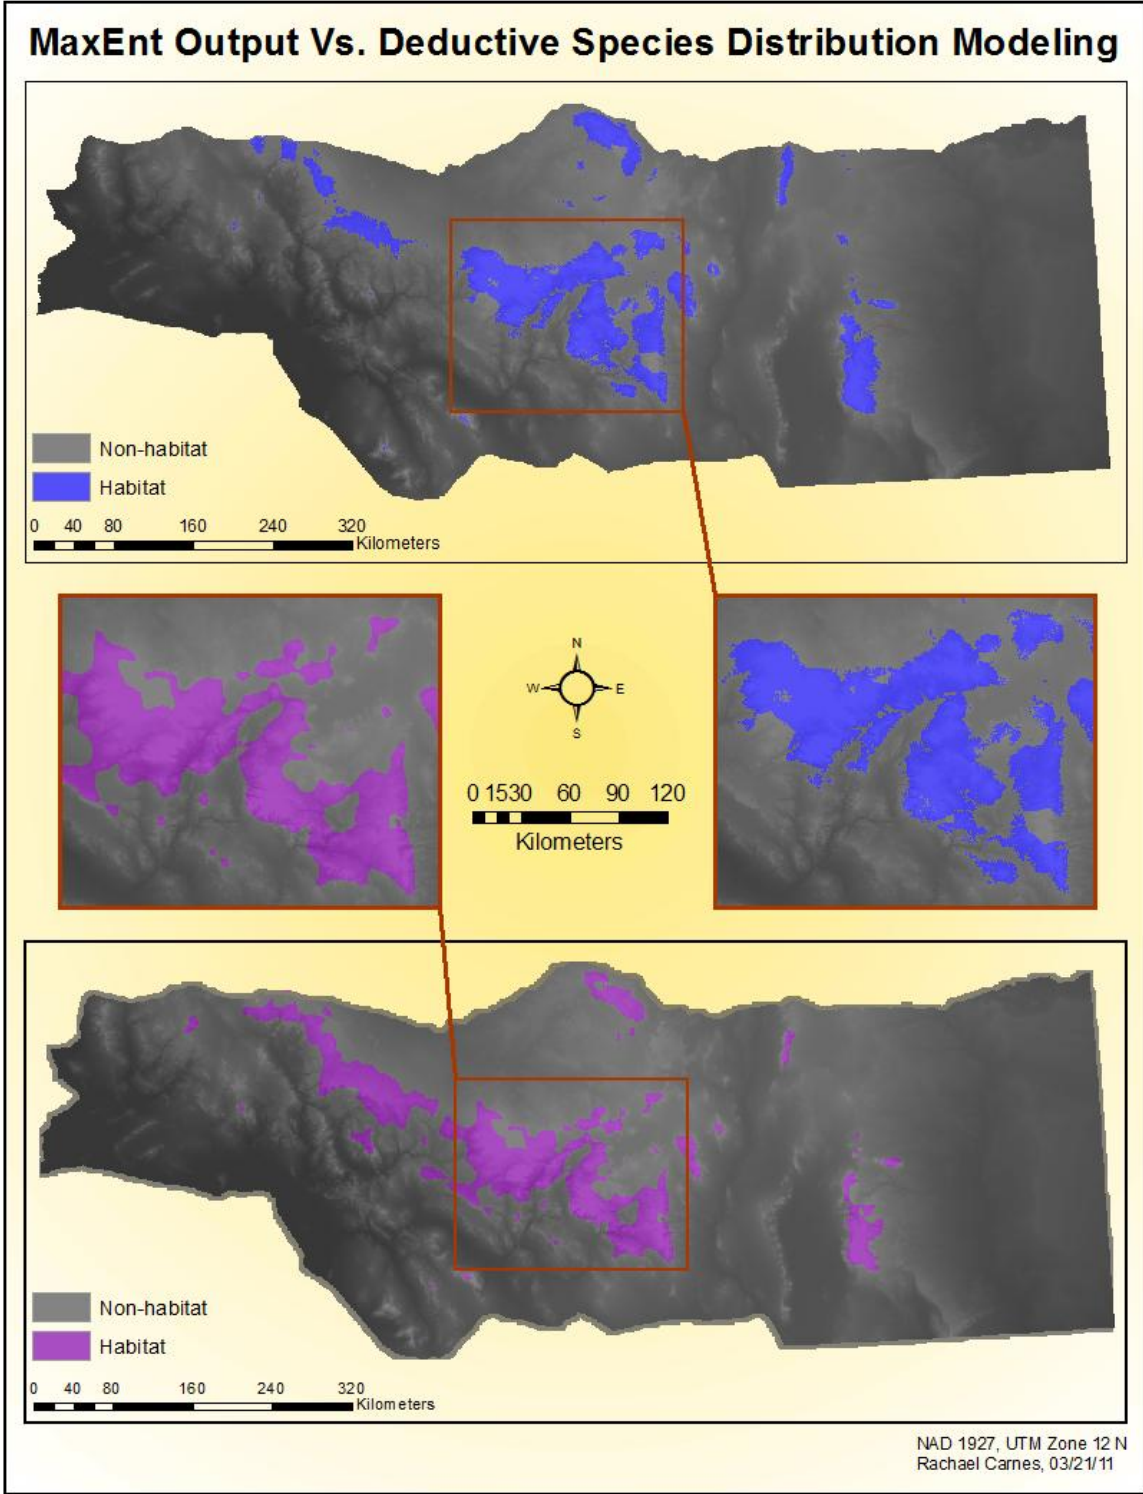 MaxEnt Output Vs. Deductive Species Distribution Modeling
Non-habitat
Habitat
0 40 80 160 240 320
Kilometers
N
W E
S
0 15 30 60 90 120
Kilometers
Non-habitat
Habitat
0 40 80 160 240 320
Kilometers
NAD 1927, UTM Zone 12 N
Rachael Carnes, 03/21/11